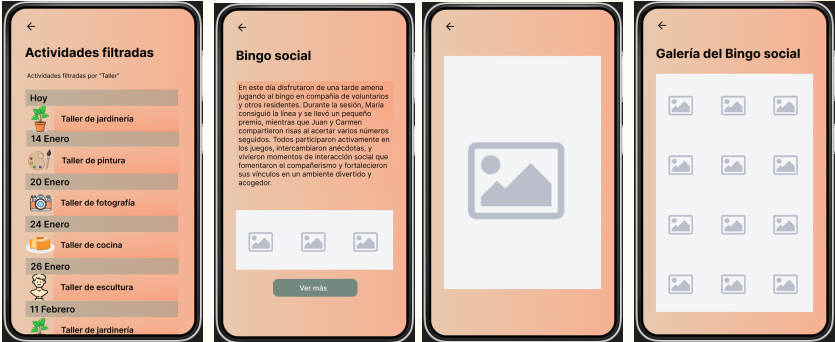 Actividades filtradas
Actividades filtradas por "Taller"
Hoy
Taller de jardinería
14 Enero
Taller de pintura
20 Enero
Taller de fotografía
24 Enero
Taller de cocina
26 Enero
Taller de escultura
11 Febrero
Taller de jardinería
Bingo social
En este día disfrutaron de una tarde amena
jugando al bingo en compañía de voluntarios
y otros residentes. Durante la sesión, María
consiguió la línea y se llevó un pequeño
premio, mientras que Juan y Carmen
compartieron risas al acertar varios números
seguidos. Todos participaron activamente en
los juegos, intercambiaron anécdotas, y
vivieron momentos de interacción social que
fomentaron el compañerismo y fortalecieron
sus vínculos en un ambiente divertido y
acogedor.
Ver más
Galería del Bingo social